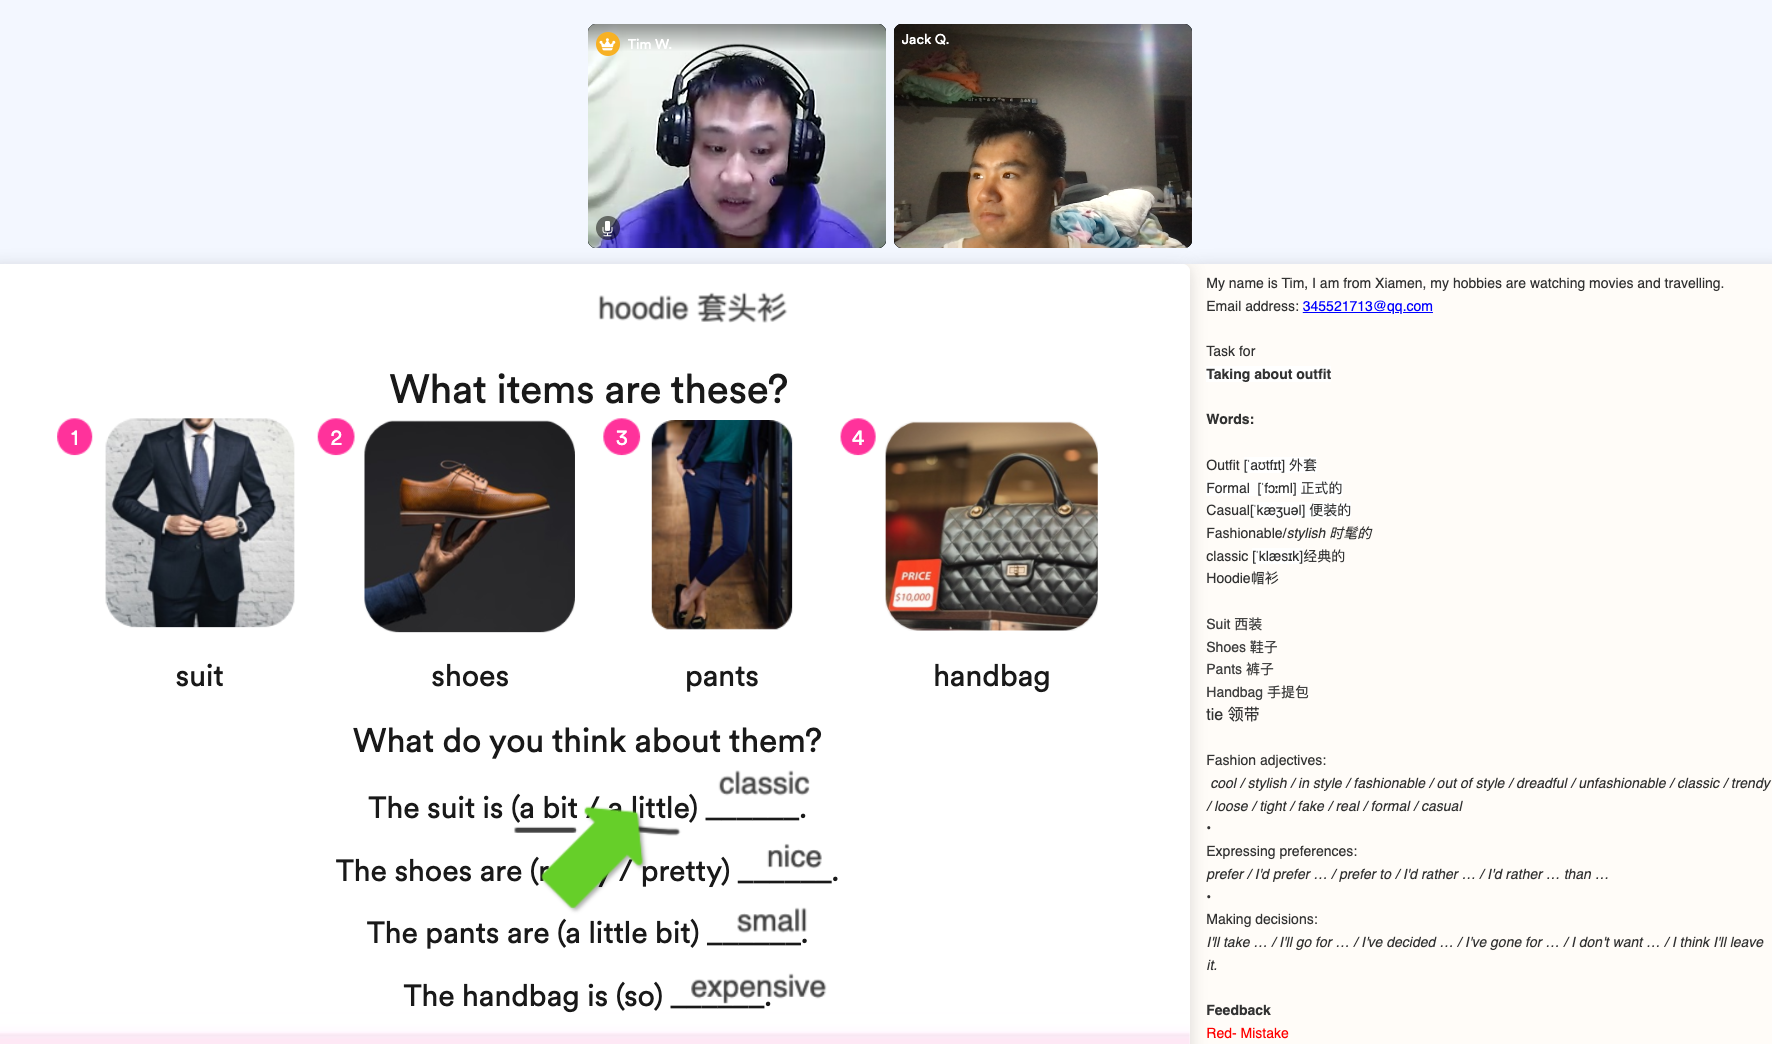 Tim W.
Jack Q.
hoodie 套头衫
What items are these?
1
2
3
4
PRICE
$10,000
suit
shoes
pants
handbag
What do you think about them?
classic
The suit is (a bit / a little) ______.
nice
The shoes are ( / pretty) ______.
small
The pants are (a little bit) ______.
expensive
The handbag is (so) ______.
My name is Tim, I am from Xiamen, my hobbies are watching movies and travelling.
Email address: 345521713@qq.com
Task for
Taking about outfit
Words:
Outfit [ˈaʊtfɪt] 外套
Formal [ˈfɔːml] 正式的
Casual[ˈkæʒuəl] 便装的
Fashionable/stylish 时髦的
classic [ˈklæsɪk]经典的
Hoodie帽衫
Suit 西装
Shoes 鞋子
Pants 裤子
Handbag 手提包
tie 领带
Fashion adjectives:
cool / stylish / in style / fashionable / out of style / dreadful / unfashionable / classic / trendy
/ loose / tight / fake / real / formal / casual
•
Expressing preferences:
prefer / I'd prefer … / prefer to / I'd rather … / I'd rather … than …
•
Making decisions:
I'll take … / I'll go for … / I've decided … / I've gone for … / I don't want … / I think I'll leave
it.
Feedback
Red- Mistake